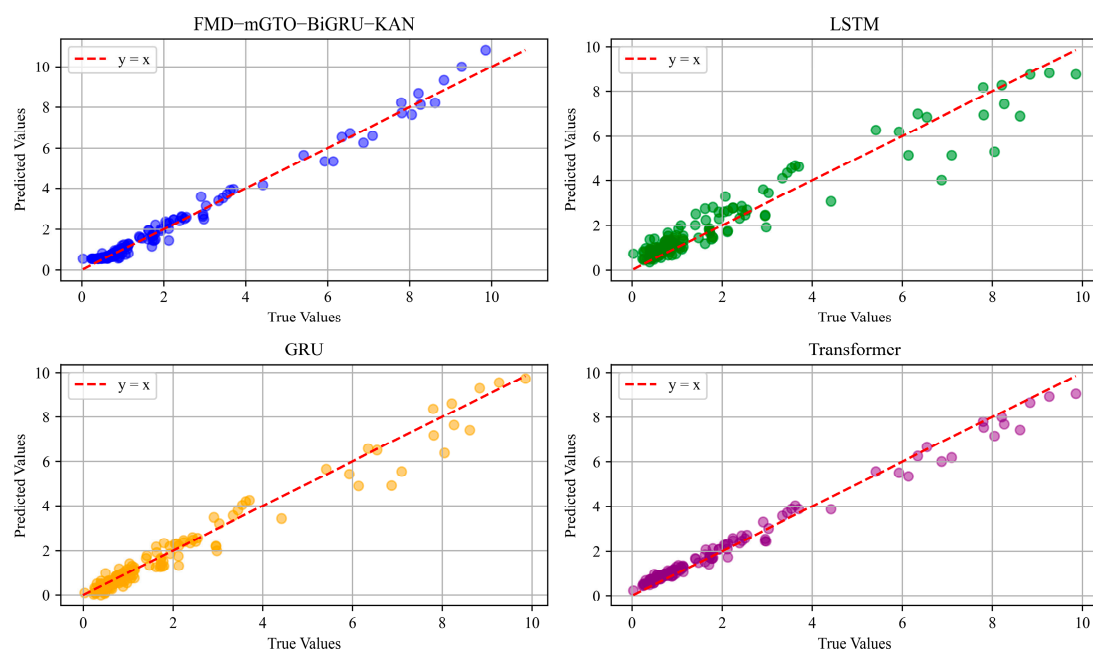 FMD−mGTO−BiGRU−KAN
y = x
Predicted Values
10
8
6
4
2
0
0 2 4 6 8 10
True Values
LSTM
y = x
Predicted Values
10
8
6
4
2
0
0 2 4 6 8 10
True Values
GRU
y = x
Predicted Values
10
8
6
4
2
0
0 2 4 6 8 10
True Values
Transformer
y = x
Predicted Values
10
8
6
4
2
0
0 2 4 6 8 10
True Values